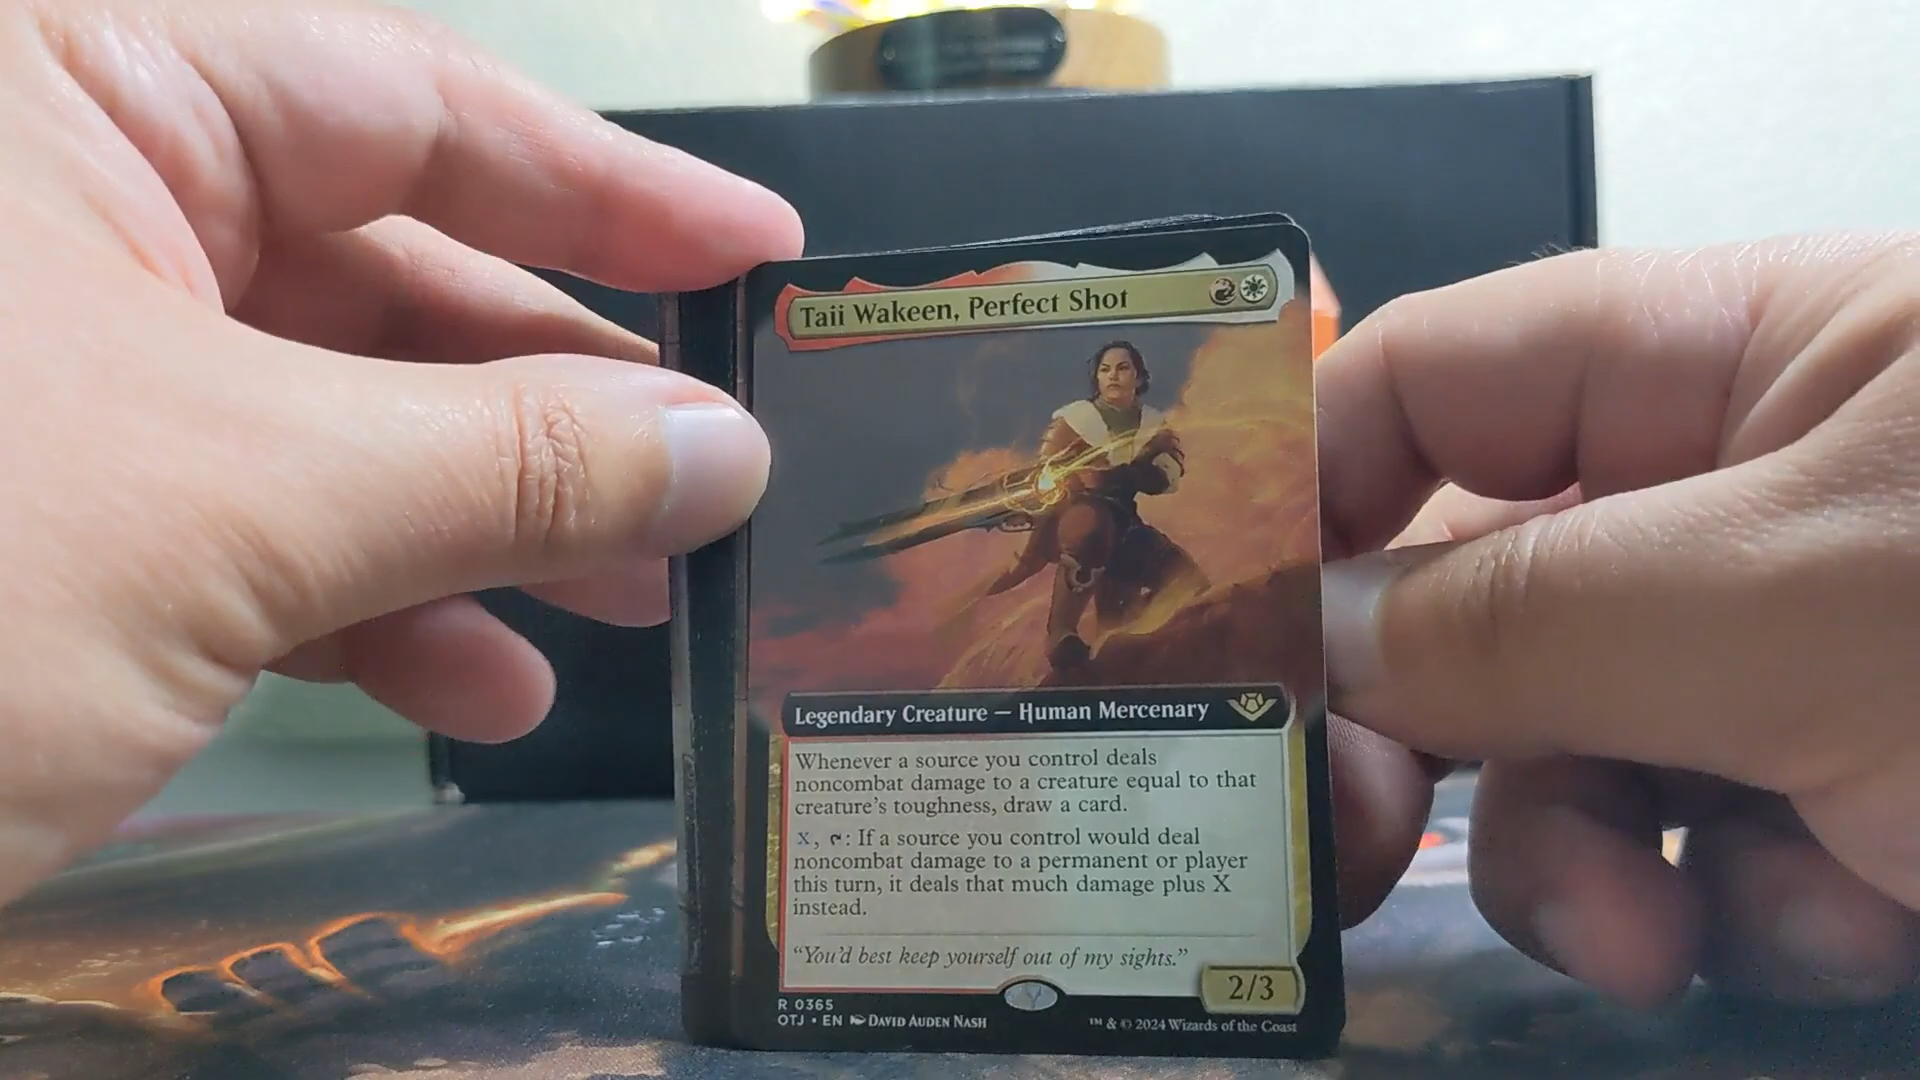 Taii Wakeen, Perfect Shot
Legendary Creature — Human Mercenary
Whenever a source you control deals
noncombat damage to a creature equal to that
creature's toughness, draw a card.
X, : If a source you control would deal
noncombat damage to a permanent or player
this turn, it deals that much damage plus X
instead.
“You'd best keep yourself out of my sights.”
2/3
R 0365
OTJ • EN DAVID AUDEN NASH
™ & © 2024 Wizards of the Coast